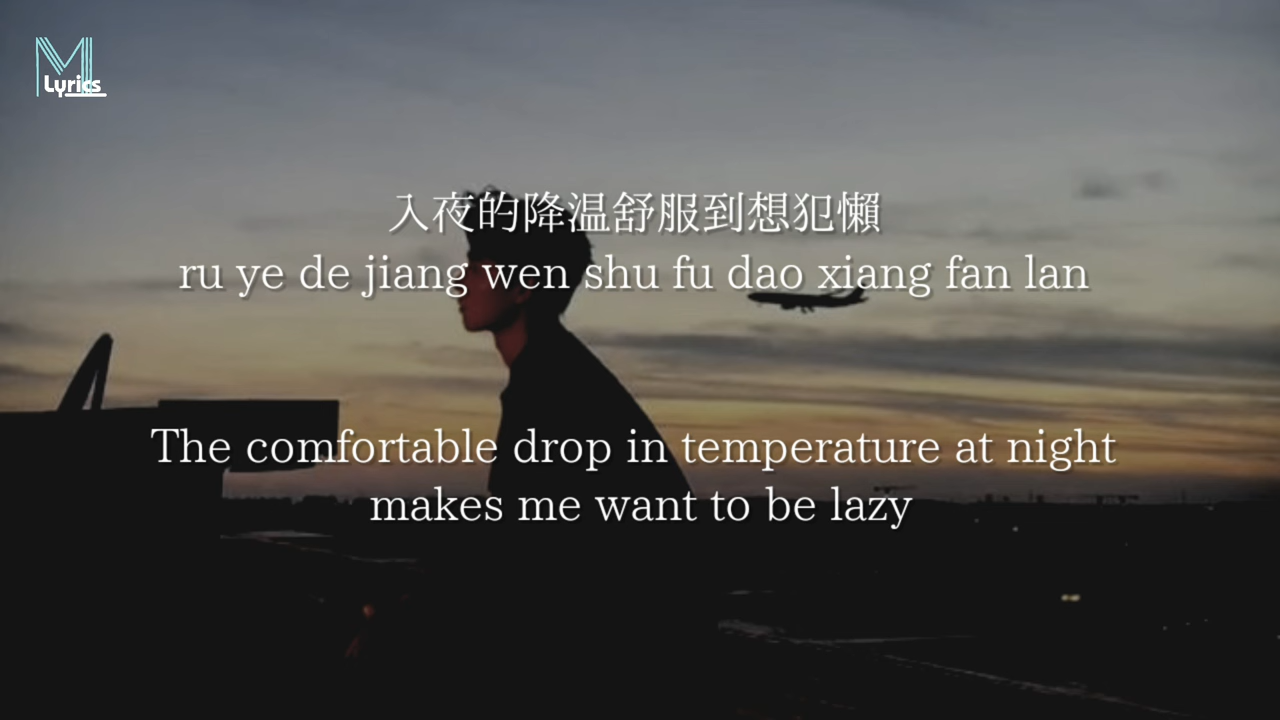 M
Lyrics
入夜的降温舒服到想犯懶
ru ye de jiang wen shu fu dao xiang fan lan
The comfortable drop in temperature at night
makes me want to be lazy